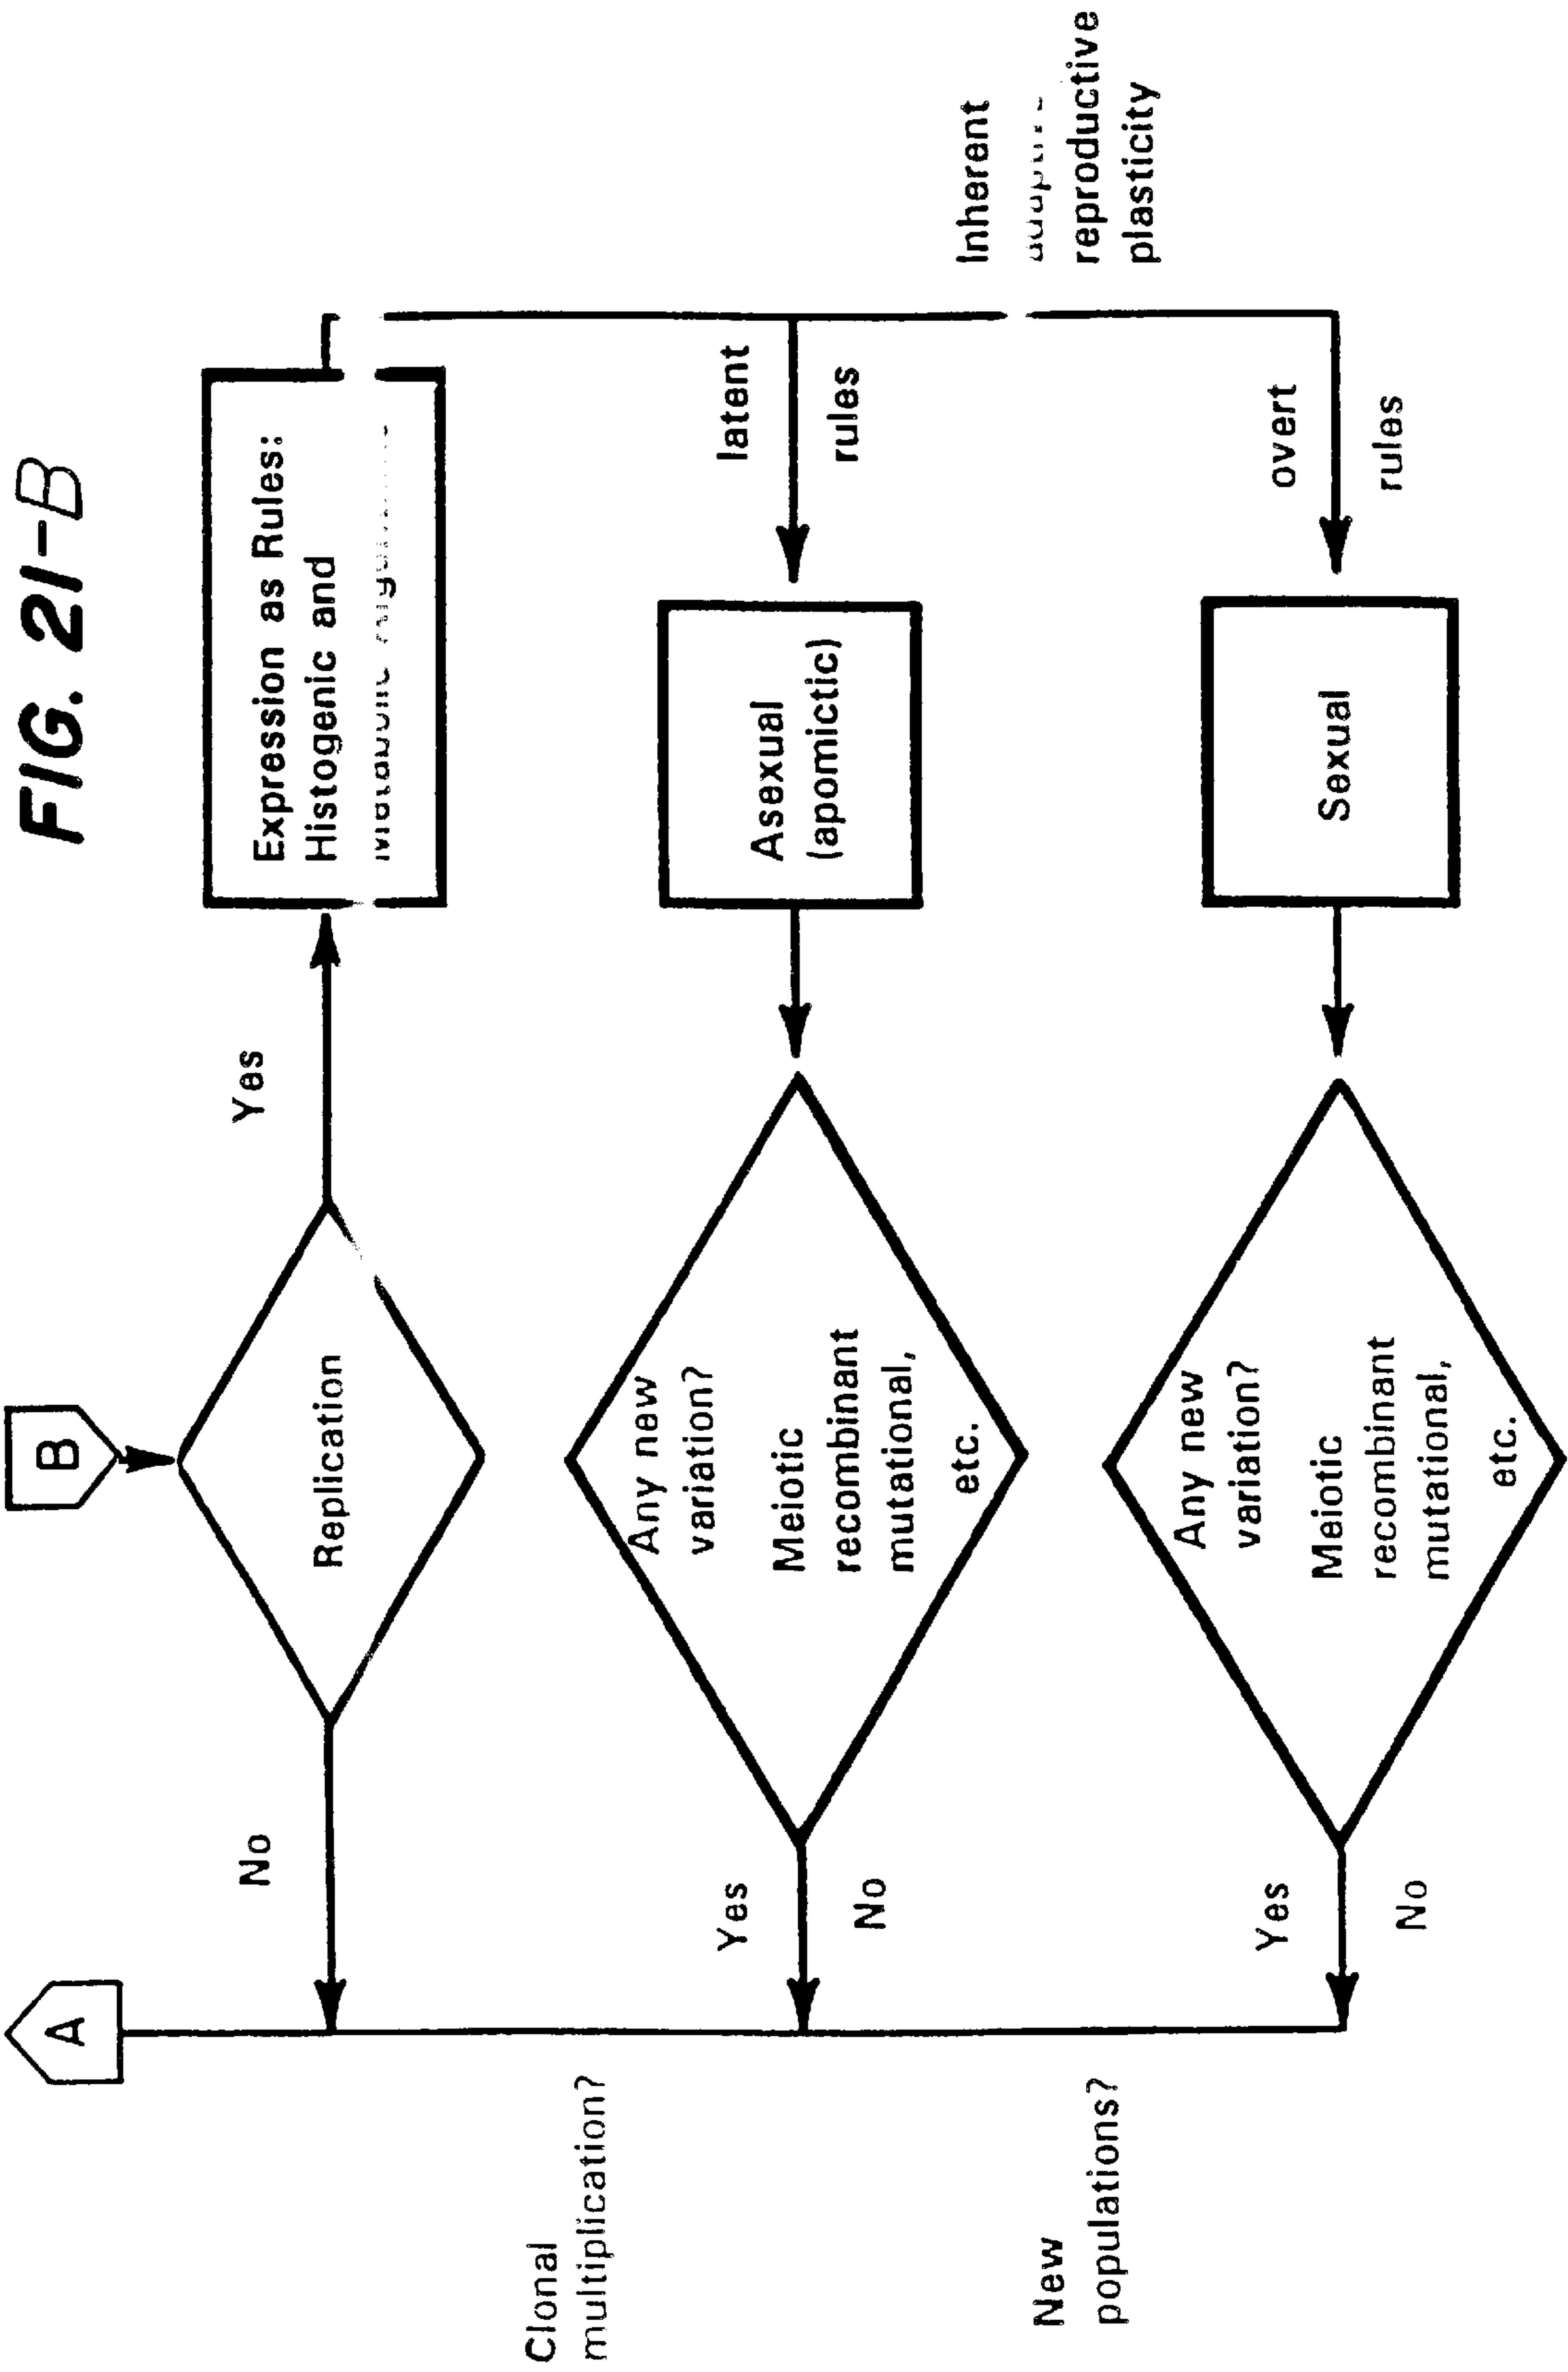 FIG. 21-B
A
B
No
Replication
Yes
Expression as Rules:
Histogenic and
Clonal
multiplication?
Yes
No
Any new
variation?
Meiotic
recombinant
mutational,
etc.
Asexual
(apomictic)
latent
rules
Inherent
reproductive
plasticity
New
populations?
Yes
No
Any new
variation?
Meiotic
recombinant
mutational,
etc.
Sexual
overt
rules